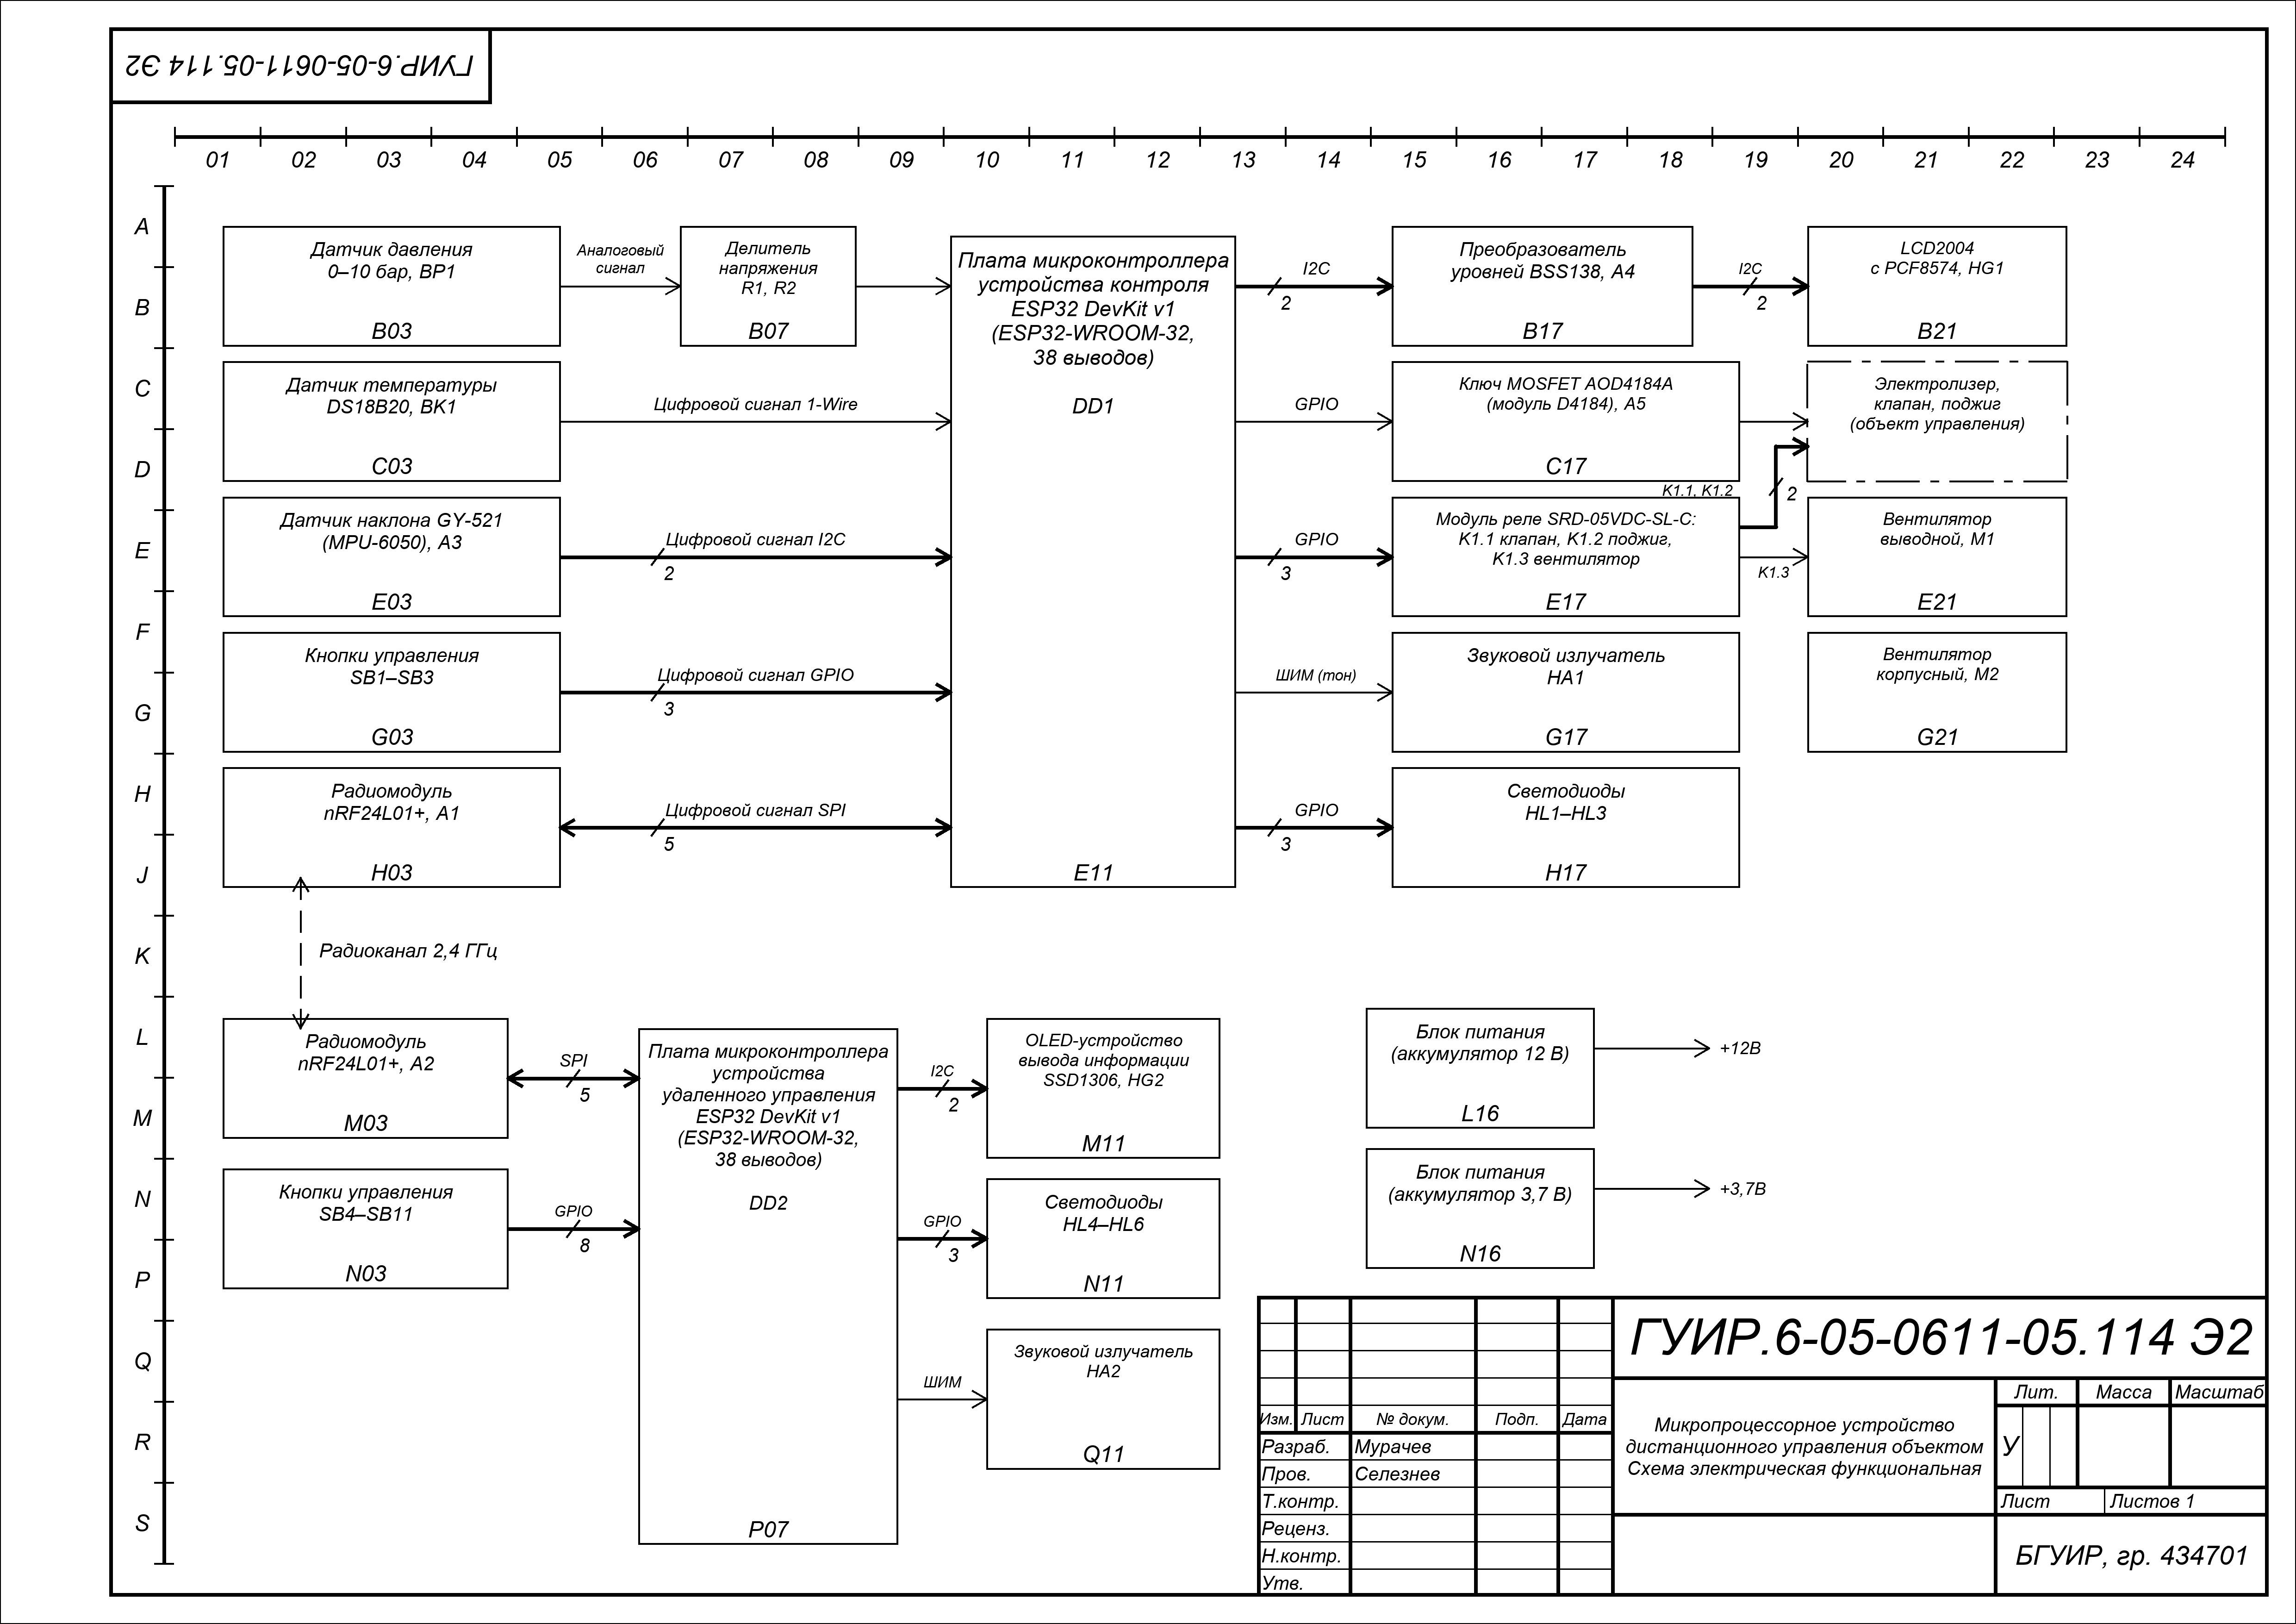 ГУИР.6-05-0611-05.114 Э2
01 02 03 04 05 06 07 08 09 10 11 12 13 14 15 16 17 18 19 20 21 22 23 24
A
B
C
D
E
F
G
H
J
K
L
M
N
P
Q
R
S
Датчик давления
0–10 бар, BP1
B03
Аналоговый
сигнал
Делитель
напряжения
R1, R2
B07
Плата микроконтроллера
устройства контроля
ESP32 DevKit v1
(ESP32-WROOM-32,
38 выводов)
DD1
E11
I2C
2
Преобразователь
уровней BSS138, A4
B17
I2C
2
LCD2004
с PCF8574, HG1
B21
Датчик температуры
DS18B20, BK1
C03
Цифровой сигнал 1-Wire
GPIO
Ключ MOSFET AOD4184A
(модуль D4184), A5
C17
Электролизер,
клапан, поджиг
(объект управления)
K1.1, K1.2
2
Датчик наклона GY-521
(MPU-6050), A3
E03
Цифровой сигнал I2C
2
GPIO
3
Модуль реле SRD-05VDC-SL-C:
K1.1 клапан, K1.2 поджиг,
K1.3 вентилятор
E17
K1.3
Вентилятор
выводной, M1
E21
Кнопки управления
SB1–SB3
G03
Цифровой сигнал GPIO
3
ШИМ (тон)
Звуковой излучатель
HA1
G17
Вентилятор
корпусный, M2
G21
Радиомодуль
nRF24L01+, A1
H03
Цифровой сигнал SPI
5
GPIO
3
Светодиоды
HL1–HL3
H17
Радиоканал 2,4 ГГц
Радиомодуль
nRF24L01+, A2
M03
SPI
5
Плата микроконтроллера
устройства
удаленного управления
ESP32 DevKit v1
(ESP32-WROOM-32,
38 выводов)
DD2
P07
I2C
2
OLED-устройство
вывода информации
SSD1306, HG2
M11
Блок питания
(аккумулятор 12 В)
L16
+12В
Кнопки управления
SB4–SB11
N03
GPIO
8
GPIO
3
Светодиоды
HL4–HL6
N11
Блок питания
(аккумулятор 3,7 В)
N16
+3,7В
ШИМ
Звуковой излучатель
HA2
Q11
ГУИР.6-05-0611-05.114 Э2
Изм. Лист № докум. Подп. Дата
Разраб. Мурачев
Пров. Селезнев
Т.контр.
Реценз.
Н.контр.
Утв.
Микропроцессорное устройство
дистанционного управления объектом
Схема электрическая функциональная
Лит. Масса Масштаб
У
Лист Листов 1
БГУИР, гр. 434701